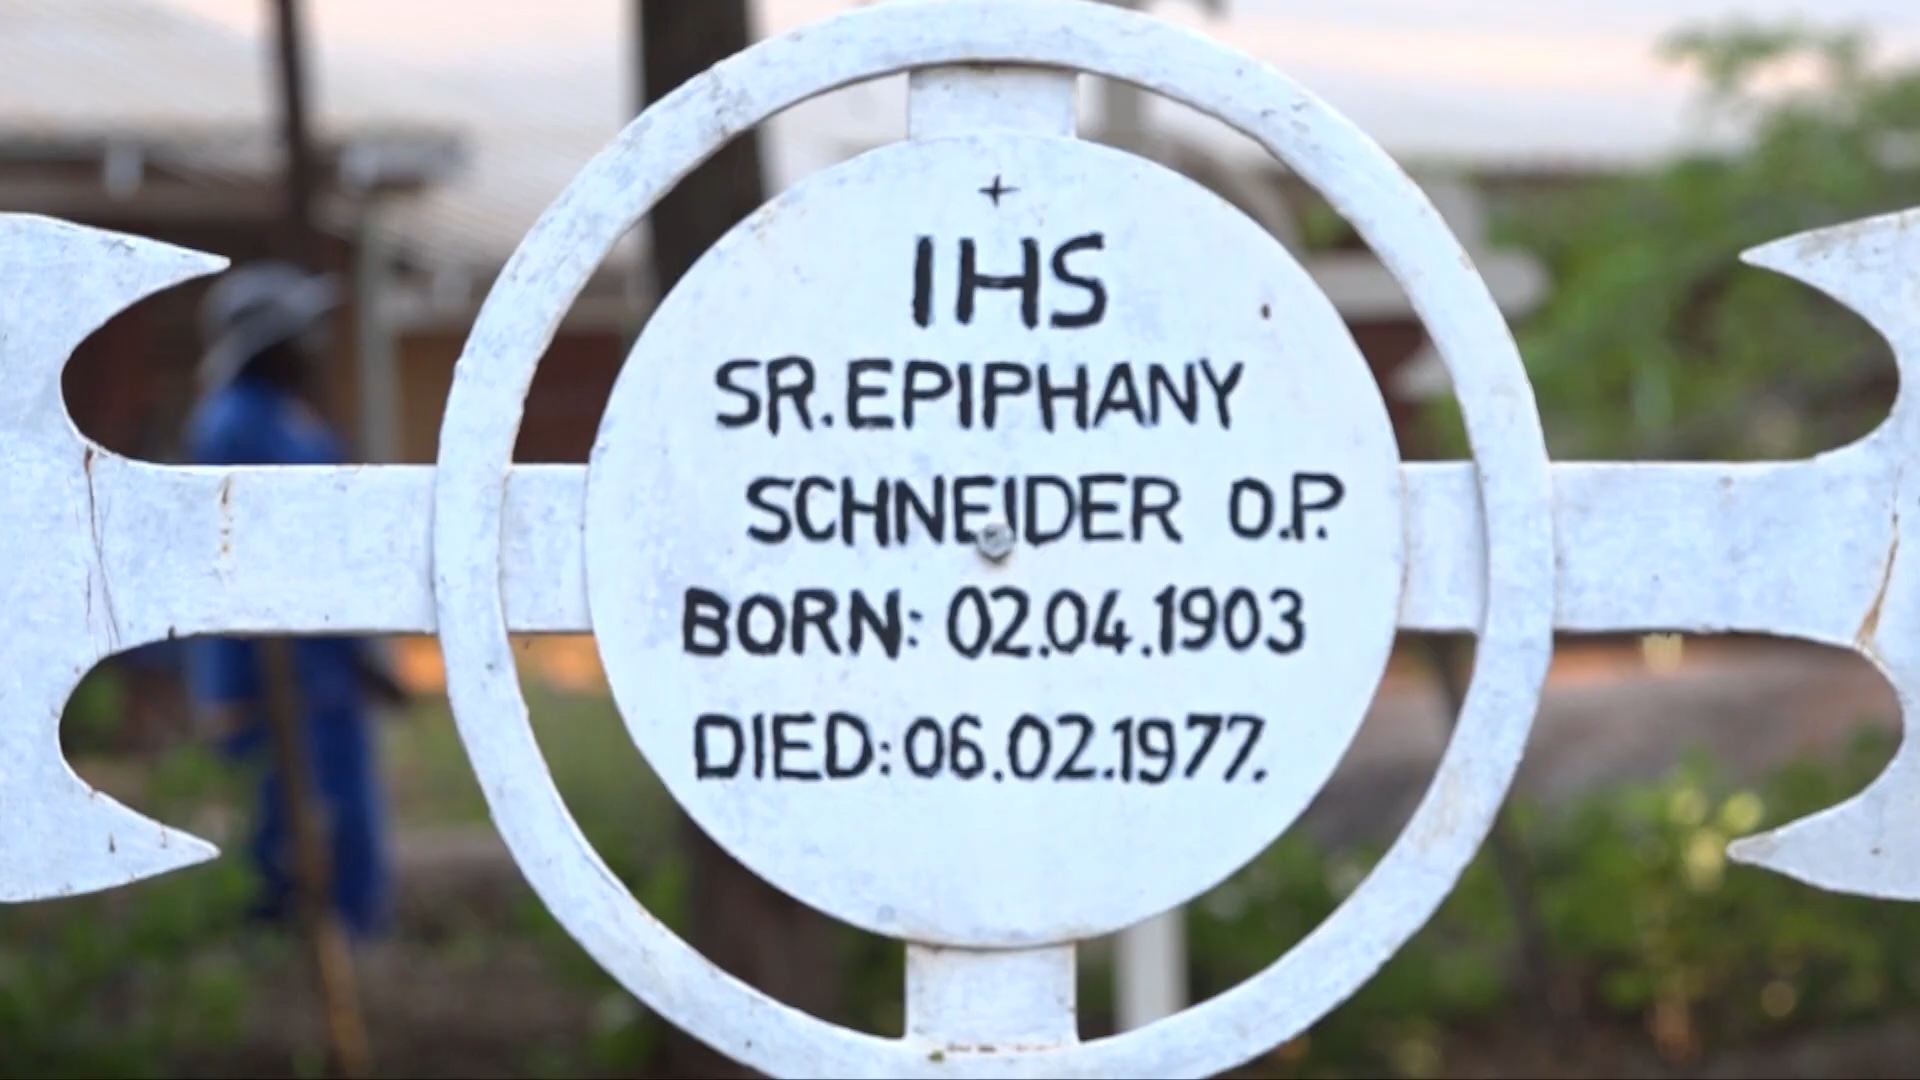 IHS
SR. EPIPHANY
SCHNEIDER O.P.
BORN: 02.04.1903
DIED: 06.02.1977.